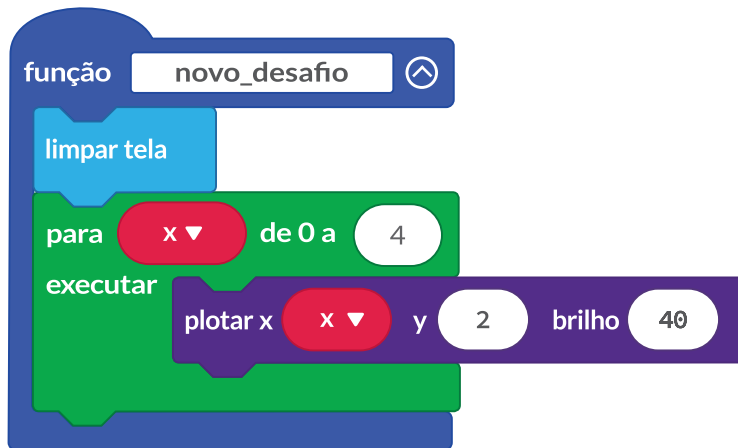 função novo_desafio
limpar tela
para x de 0 a 4
executar
plotar x x y 2 brilho 40